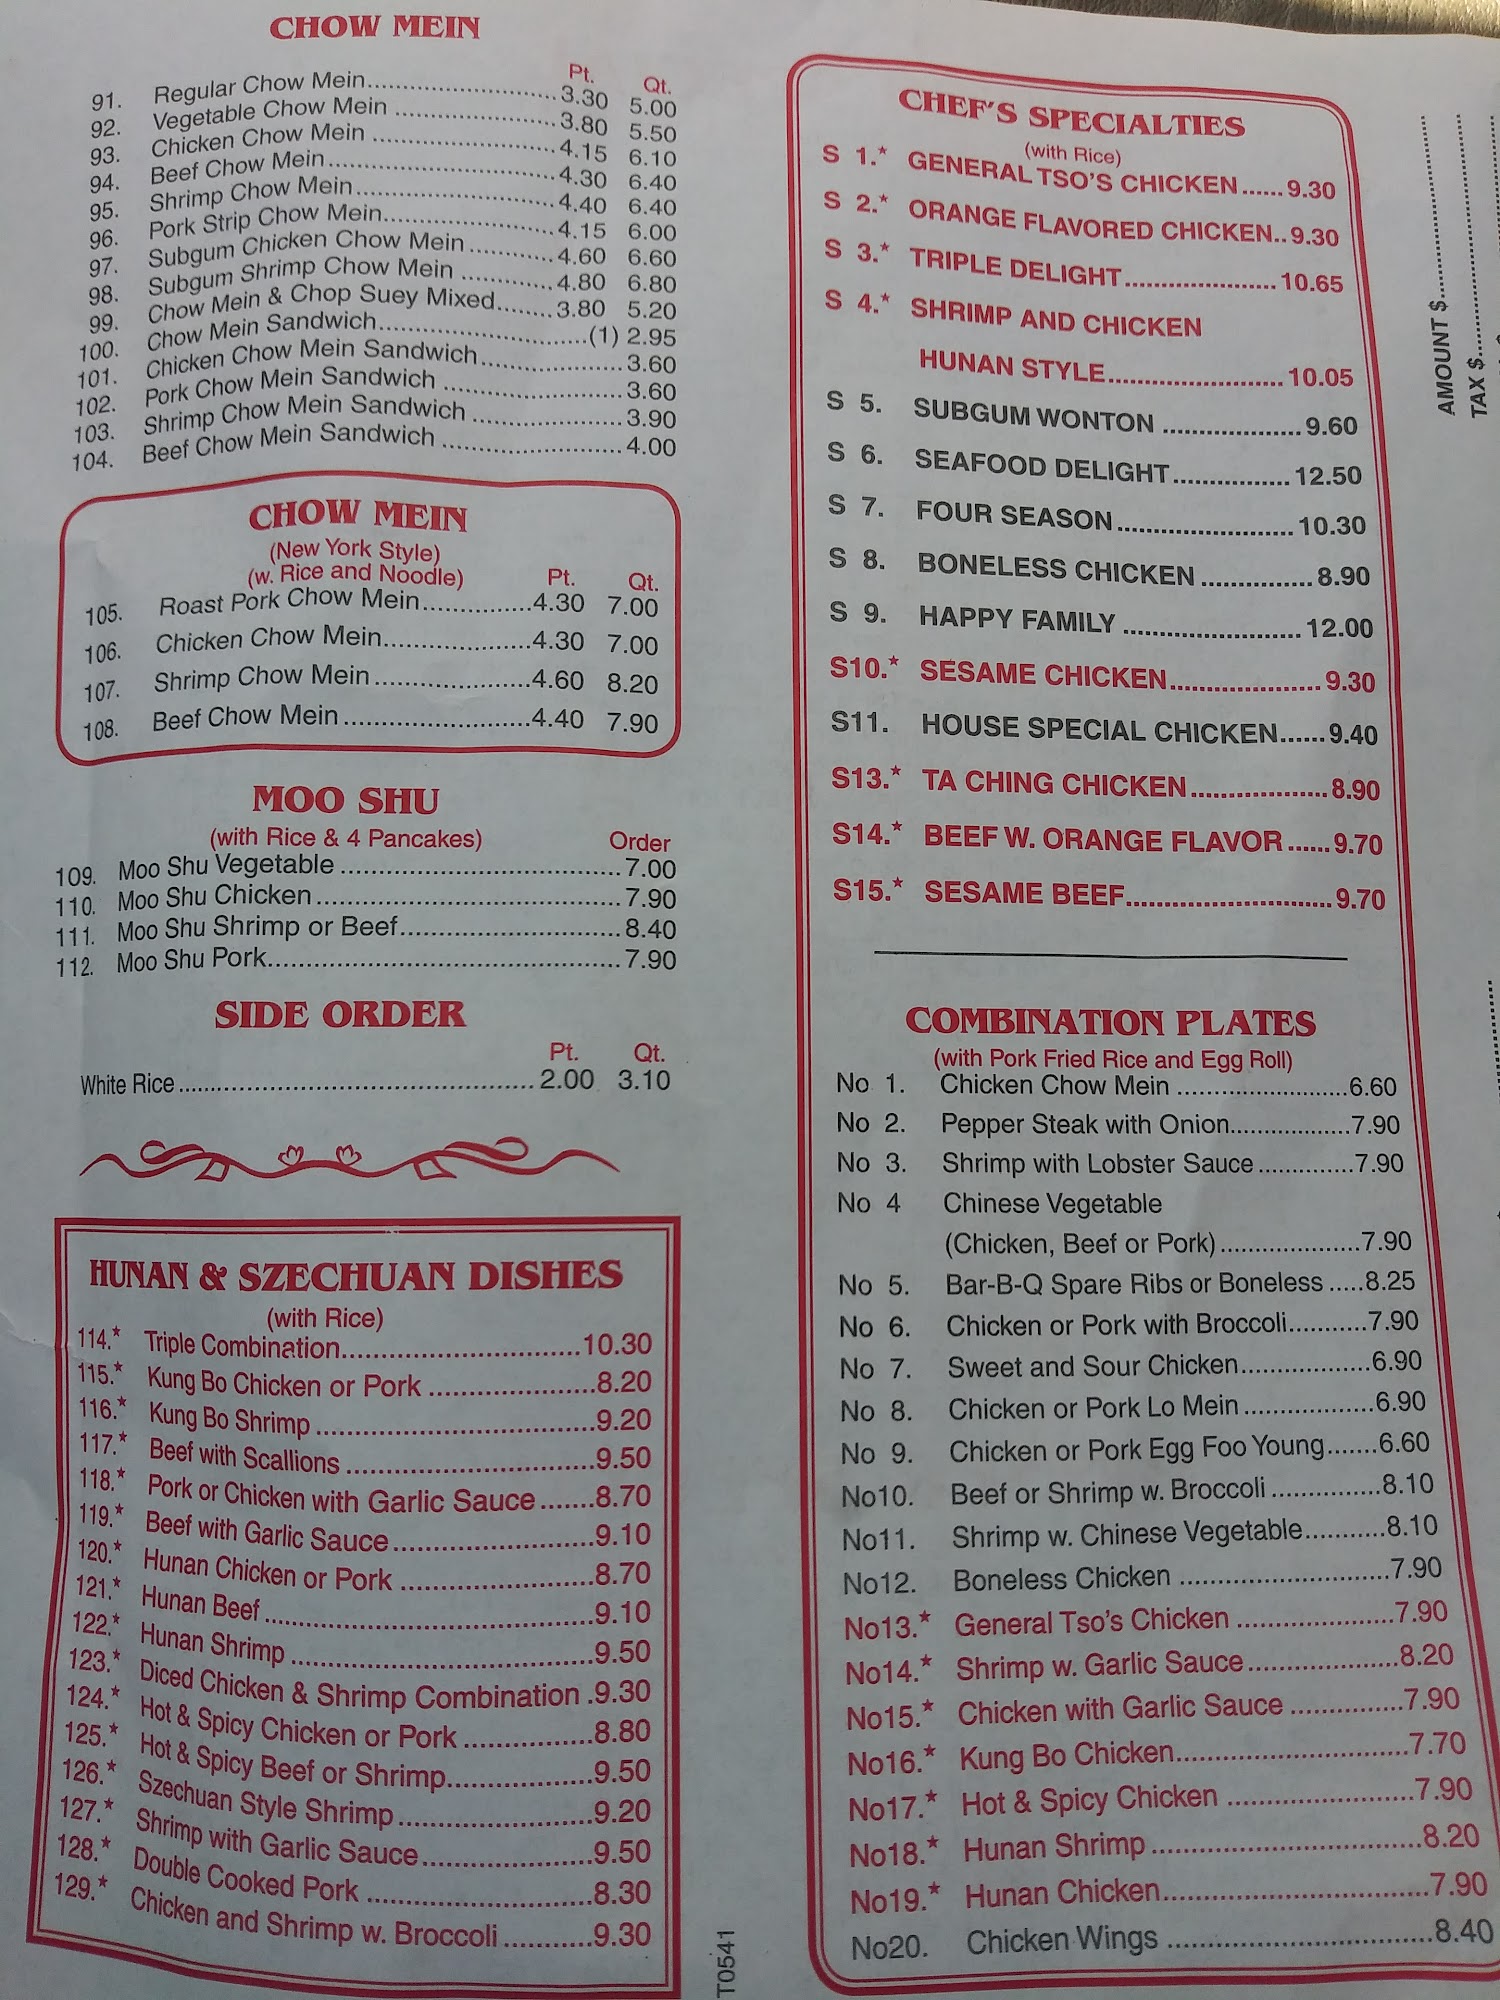 CHOW MEIN
Pt. Qt.
91. Regular Chow Mein..........................3.30 5.00
92. Vegetable Chow Mein ........................3.80 5.50
93. Chicken Chow Mein ..........................4.15 6.10
94. Beef Chow Mein................................4.30 6.40
95. Shrimp Chow Mein............................4.40 6.40
96. Pork Strip Chow Mein.......................4.15 6.00
97. Subgum Chicken Chow Mein ............4.60 6.60
98. Subgum Shrimp Chow Mein .............4.80 6.80
99. Chow Mein & Chop Suey Mixed........3.80 5.20
100. Chow Mein Sandwich...........................(1) 2.95
101. Chicken Chow Mein Sandwich..................3.60
102. Pork Chow Mein Sandwich .......................3.60
103. Shrimp Chow Mein Sandwich ...................3.90
104. Beef Chow Mein Sandwich .......................4.00
CHOW MEIN
(New York Style)
(w. Rice and Noodle) Pt. Qt.
105. Roast Pork Chow Mein..............4.30 7.00
106. Chicken Chow Mein...................4.30 7.00
107. Shrimp Chow Mein ....................4.60 8.20
108. Beef Chow Mein ........................4.40 7.90
MOO SHU
(with Rice & 4 Pancakes) Order
109. Moo Shu Vegetable ....................................7.00
110. Moo Shu Chicken .......................................7.90
111. Moo Shu Shrimp or Beef.............................8.40
112. Moo Shu Pork.............................................7.90
SIDE ORDER
Pt. Qt.
White Rice.............................................2.00 3.10
HUNAN & SZECHUAN DISHES
(with Rice)
114.* Triple Combination...............................10.30
115.* Kung Bo Chicken or Pork ......................8.20
116.* Kung Bo Shrimp .....................................9.20
117.* Beef with Scallions .................................9.50
118.* Pork or Chicken with Garlic Sauce.......8.70
119.* Beef with Garlic Sauce...........................9.10
120.* Hunan Chicken or Pork .........................8.70
121.* Hunan Beef............................................9.10
122.* Hunan Shrimp ........................................9.50
123.* Diced Chicken & Shrimp Combination .9.30
124.* Hot & Spicy Chicken or Pork .................8.80
125.* Hot & Spicy Beef or Shrimp...................9.50
126.* Szechuan Style Shrimp ..........................9.20
127.* Shrimp with Garlic Sauce......................9.50
128.* Double Cooked Pork ..............................8.30
129.* Chicken and Shrimp w. Broccoli............9.30
T0541
CHEF'S SPECIALTIES
(with Rice)
S 1.* GENERAL TSO'S CHICKEN......9.30
S 2.* ORANGE FLAVORED CHICKEN..9.30
S 3.* TRIPLE DELIGHT......................10.65
S 4.* SHRIMP AND CHICKEN
HUNAN STYLE.........................10.05
S 5. SUBGUM WONTON ....................9.60
S 6. SEAFOOD DELIGHT.................12.50
S 7. FOUR SEASON.........................10.30
S 8. BONELESS CHICKEN ................8.90
S 9. HAPPY FAMILY .........................12.00
S10.* SESAME CHICKEN......................9.30
S11. HOUSE SPECIAL CHICKEN......9.40
S13.* TA CHING CHICKEN....................8.90
S14.* BEEF W. ORANGE FLAVOR ......9.70
S15.* SESAME BEEF..............................9.70
COMBINATION PLATES
(with Pork Fried Rice and Egg Roll)
No 1. Chicken Chow Mein .........................6.60
No 2. Pepper Steak with Onion..................7.90
No 3. Shrimp with Lobster Sauce..............7.90
No 4 Chinese Vegetable
(Chicken, Beef or Pork).....................7.90
No 5. Bar-B-Q Spare Ribs or Boneless .....8.25
No 6. Chicken or Pork with Broccoli...........7.90
No 7. Sweet and Sour Chicken...................6.90
No 8. Chicken or Pork Lo Mein...................6.90
No 9. Chicken or Pork Egg Foo Young.......6.60
No10. Beef or Shrimp w. Broccoli ................8.10
No11. Shrimp w. Chinese Vegetable............8.10
No12. Boneless Chicken ...............................7.90
No13.* General Tso's Chicken .......................7.90
No14.* Shrimp w. Garlic Sauce......................8.20
No15.* Chicken with Garlic Sauce ................7.90
No16.* Kung Bo Chicken..................................7.70
No17.* Hot & Spicy Chicken ...........................7.90
No18.* Hunan Shrimp.......................................8.20
No19.* Hunan Chicken.......................................7.90
No20. Chicken Wings .......................................8.40
AMOUNT $
TAX $